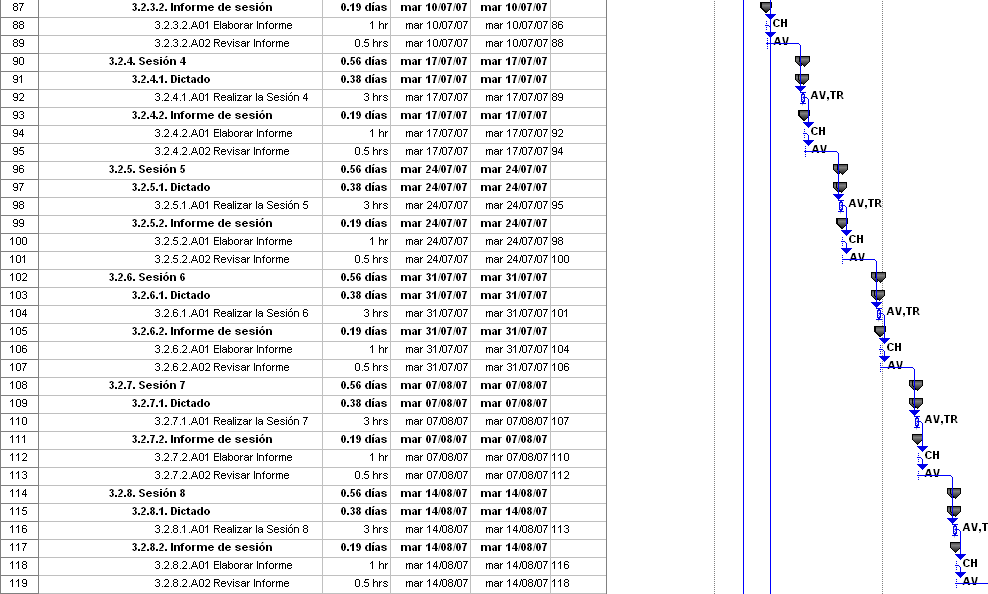 87 3.2.3.2. Informe de sesión 0.19 días mar 10/07/07 mar 10/07/07
88 3.2.3.2.A01 Elaborar Informe 1 hr mar 10/07/07 mar 10/07/07 86 CH
89 3.2.3.2.A02 Revisar Informe 0.5 hrs mar 10/07/07 mar 10/07/07 88 AV
90 3.2.4. Sesión 4 0.56 días mar 17/07/07 mar 17/07/07
91 3.2.4.1. Dictado 0.38 días mar 17/07/07 mar 17/07/07
92 3.2.4.1.A01 Realizar la Sesión 4 3 hrs mar 17/07/07 mar 17/07/07 89 AV,TR
93 3.2.4.2. Informe de sesión 0.19 días mar 17/07/07 mar 17/07/07
94 3.2.4.2.A01 Elaborar Informe 1 hr mar 17/07/07 mar 17/07/07 92 CH
95 3.2.4.2.A02 Revisar Informe 0.5 hrs mar 17/07/07 mar 17/07/07 94 AV
96 3.2.5. Sesión 5 0.56 días mar 24/07/07 mar 24/07/07
97 3.2.5.1. Dictado 0.38 días mar 24/07/07 mar 24/07/07
98 3.2.5.1.A01 Realizar la Sesión 5 3 hrs mar 24/07/07 mar 24/07/07 95 AV,TR
99 3.2.5.2. Informe de sesión 0.19 días mar 24/07/07 mar 24/07/07
100 3.2.5.2.A01 Elaborar Informe 1 hr mar 24/07/07 mar 24/07/07 98 CH
101 3.2.5.2.A02 Revisar Informe 0.5 hrs mar 24/07/07 mar 24/07/07 100 AV
102 3.2.6. Sesión 6 0.56 días mar 31/07/07 mar 31/07/07
103 3.2.6.1. Dictado 0.38 días mar 31/07/07 mar 31/07/07
104 3.2.6.1.A01 Realizar la Sesión 6 3 hrs mar 31/07/07 mar 31/07/07 101 AV,TR
105 3.2.6.2. Informe de sesión 0.19 días mar 31/07/07 mar 31/07/07
106 3.2.6.2.A01 Elaborar Informe 1 hr mar 31/07/07 mar 31/07/07 104 CH
107 3.2.6.2.A02 Revisar Informe 0.5 hrs mar 31/07/07 mar 31/07/07 106 AV
108 3.2.7. Sesión 7 0.56 días mar 07/08/07 mar 07/08/07
109 3.2.7.1. Dictado 0.38 días mar 07/08/07 mar 07/08/07
110 3.2.7.1.A01 Realizar la Sesión 7 3 hrs mar 07/08/07 mar 07/08/07 107 AV,TR
111 3.2.7.2. Informe de sesión 0.19 días mar 07/08/07 mar 07/08/07
112 3.2.7.2.A01 Elaborar Informe 1 hr mar 07/08/07 mar 07/08/07 110 CH
113 3.2.7.2.A02 Revisar Informe 0.5 hrs mar 07/08/07 mar 07/08/07 112 AV
114 3.2.8. Sesión 8 0.56 días mar 14/08/07 mar 14/08/07
115 3.2.8.1. Dictado 0.38 días mar 14/08/07 mar 14/08/07
116 3.2.8.1.A01 Realizar la Sesión 8 3 hrs mar 14/08/07 mar 14/08/07 113 AV,T
117 3.2.8.2. Informe de sesión 0.19 días mar 14/08/07 mar 14/08/07
118 3.2.8.2.A01 Elaborar Informe 1 hr mar 14/08/07 mar 14/08/07 116 CH
119 3.2.8.2.A02 Revisar Informe 0.5 hrs mar 14/08/07 mar 14/08/07 118 AV